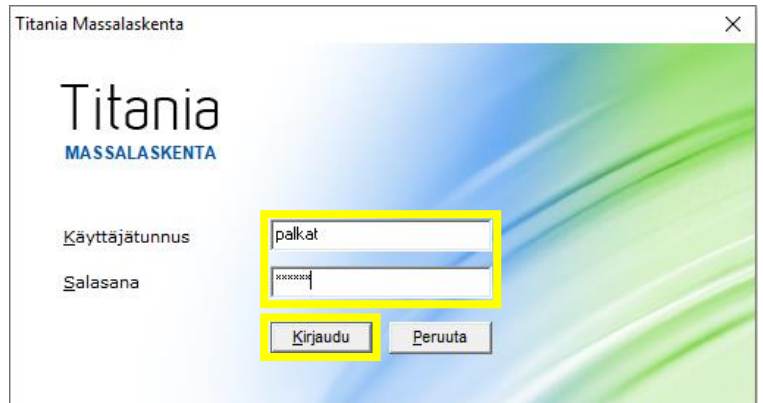 Titania Massalaskenta
Titania
MASSALASKENTA
Käyttäjätunnus palkat
Salasana ******
Kirjaudu Peruuta